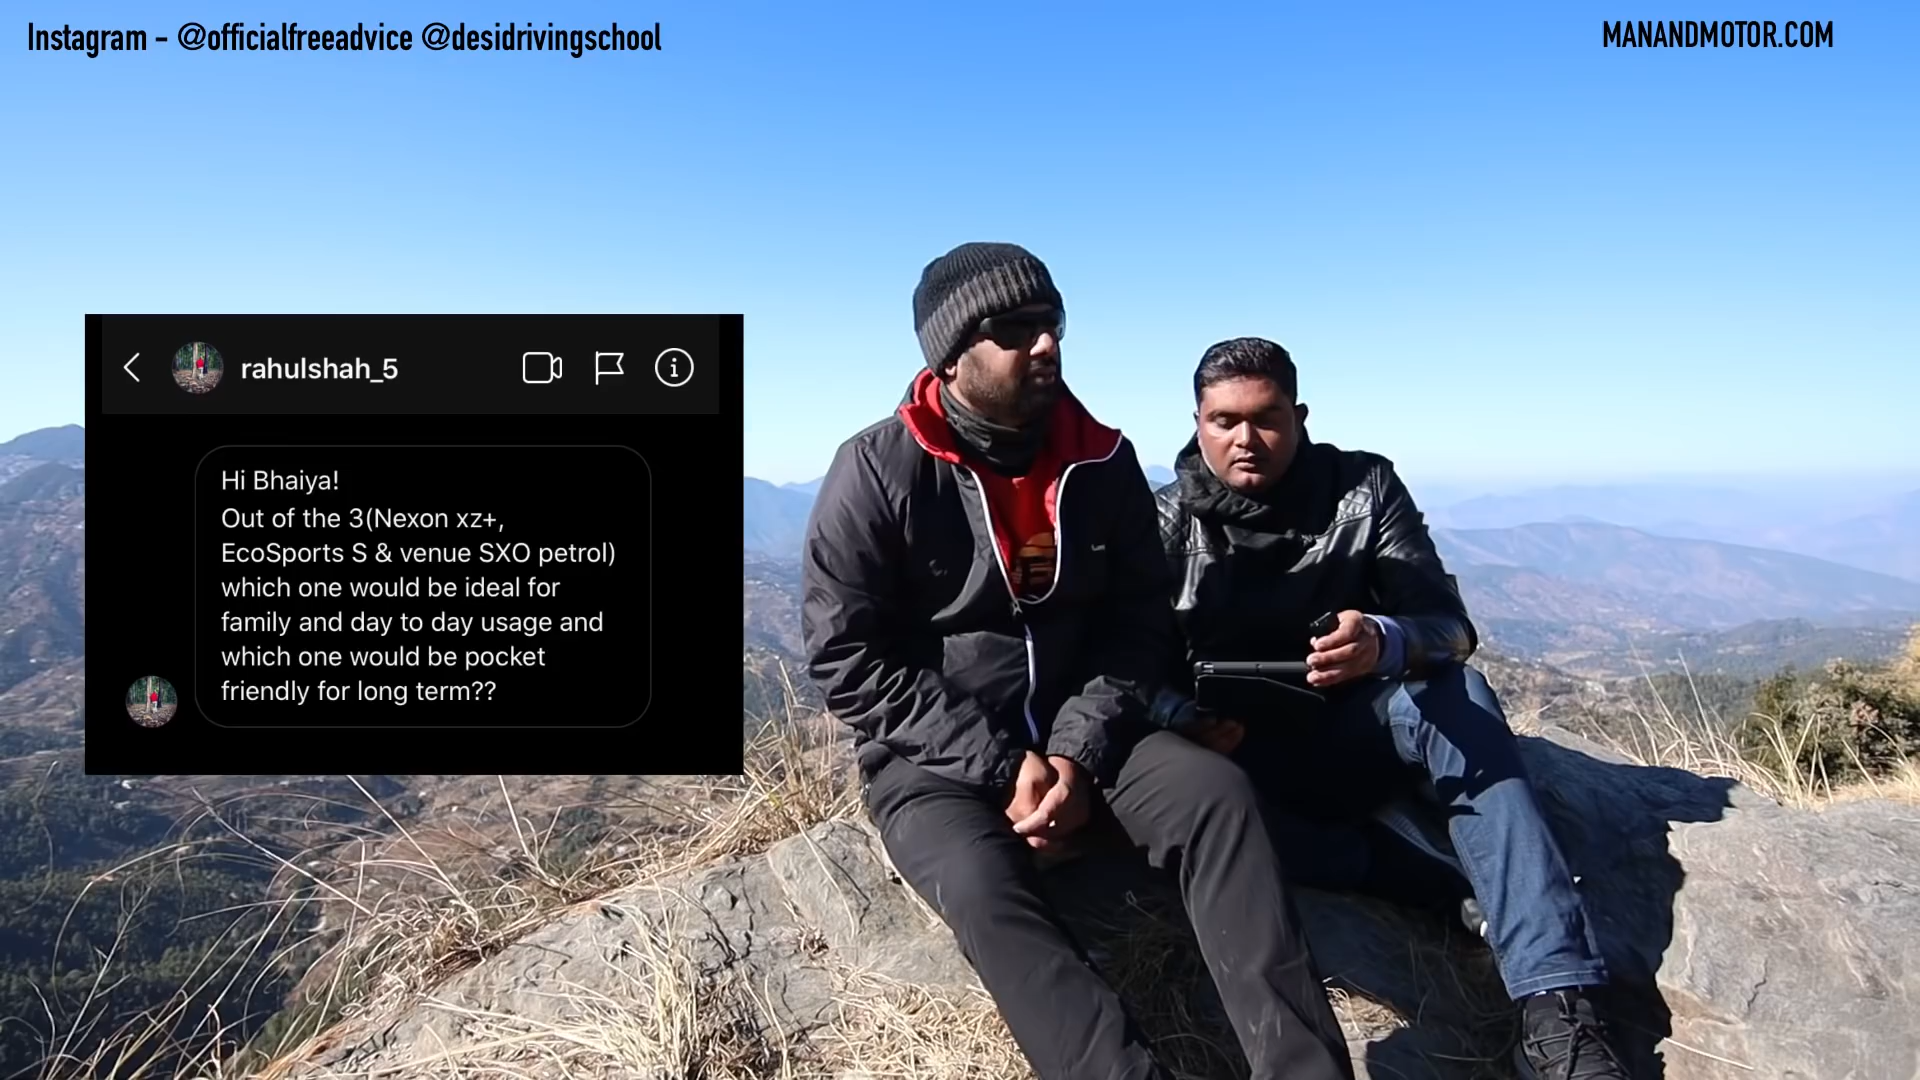 Instagram - @officialfreeadvice @desidrivingschool
MANANDMOTOR.COM
rahulshah_5
Hi Bhaiya!
Out of the 3(Nexon xz+,
EcoSports S & venue SXO petrol)
which one would be ideal for
family and day to day usage and
which one would be pocket
friendly for long term??